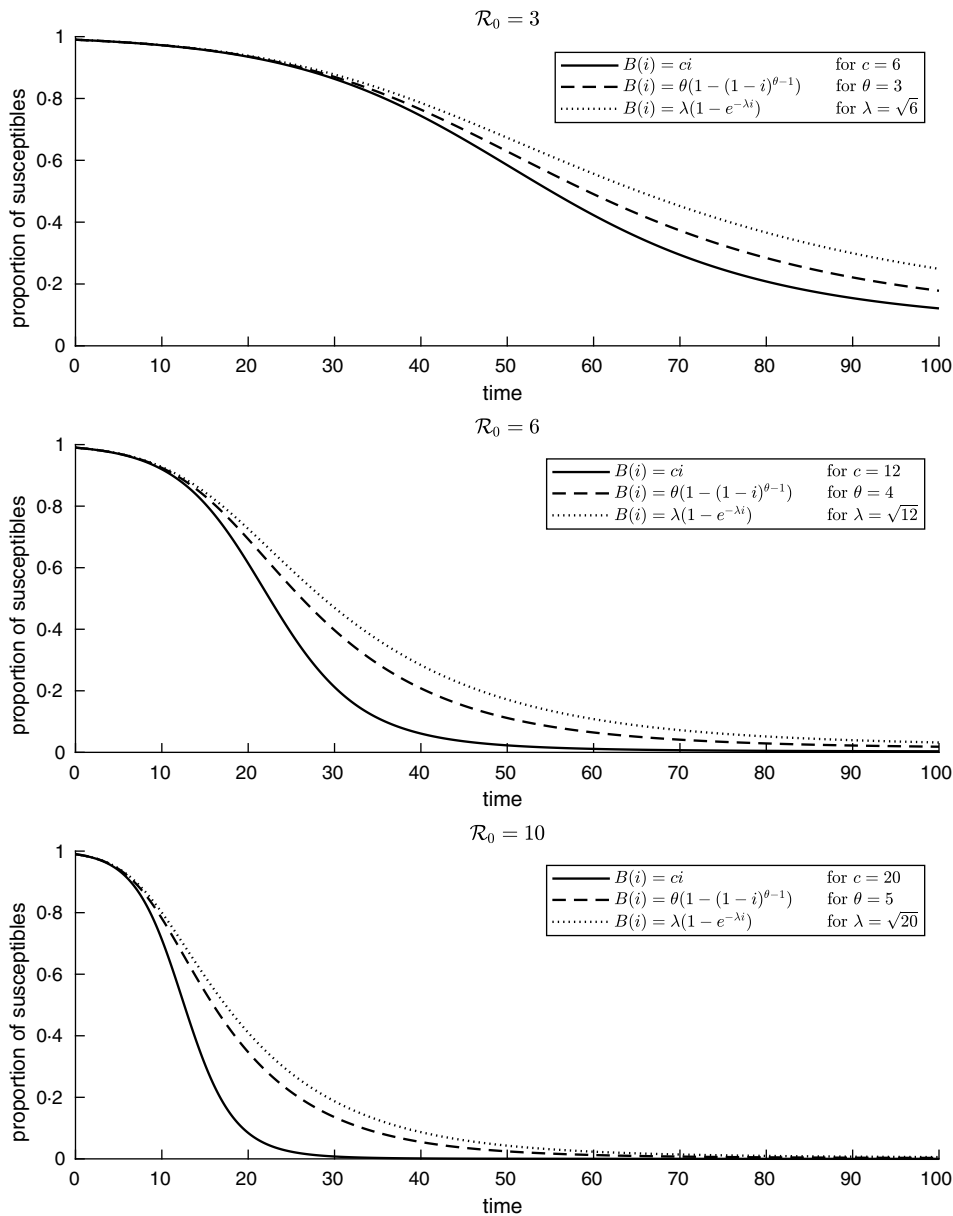 R₀ = 3
1
0·8
0·6
0·4
0·2
0
proportion of susceptibles
B(i) = ci for c = 6
B(i) = θ(1 − (1 − i)^{θ−1}) for θ = 3
B(i) = λ(1 − e^{−λi}) for λ = √6
0 10 20 30 40 50 60 70 80 90 100
time
R₀ = 6
1
0·8
0·6
0·4
0·2
0
proportion of susceptibles
B(i) = ci for c = 12
B(i) = θ(1 − (1 − i)^{θ−1}) for θ = 4
B(i) = λ(1 − e^{−λi}) for λ = √12
0 10 20 30 40 50 60 70 80 90 100
time
R₀ = 10
1
0·8
0·6
0·4
0·2
0
proportion of susceptibles
B(i) = ci for c = 20
B(i) = θ(1 − (1 − i)^{θ−1}) for θ = 5
B(i) = λ(1 − e^{−λi}) for λ = √20
0 10 20 30 40 50 60 70 80 90 100
time